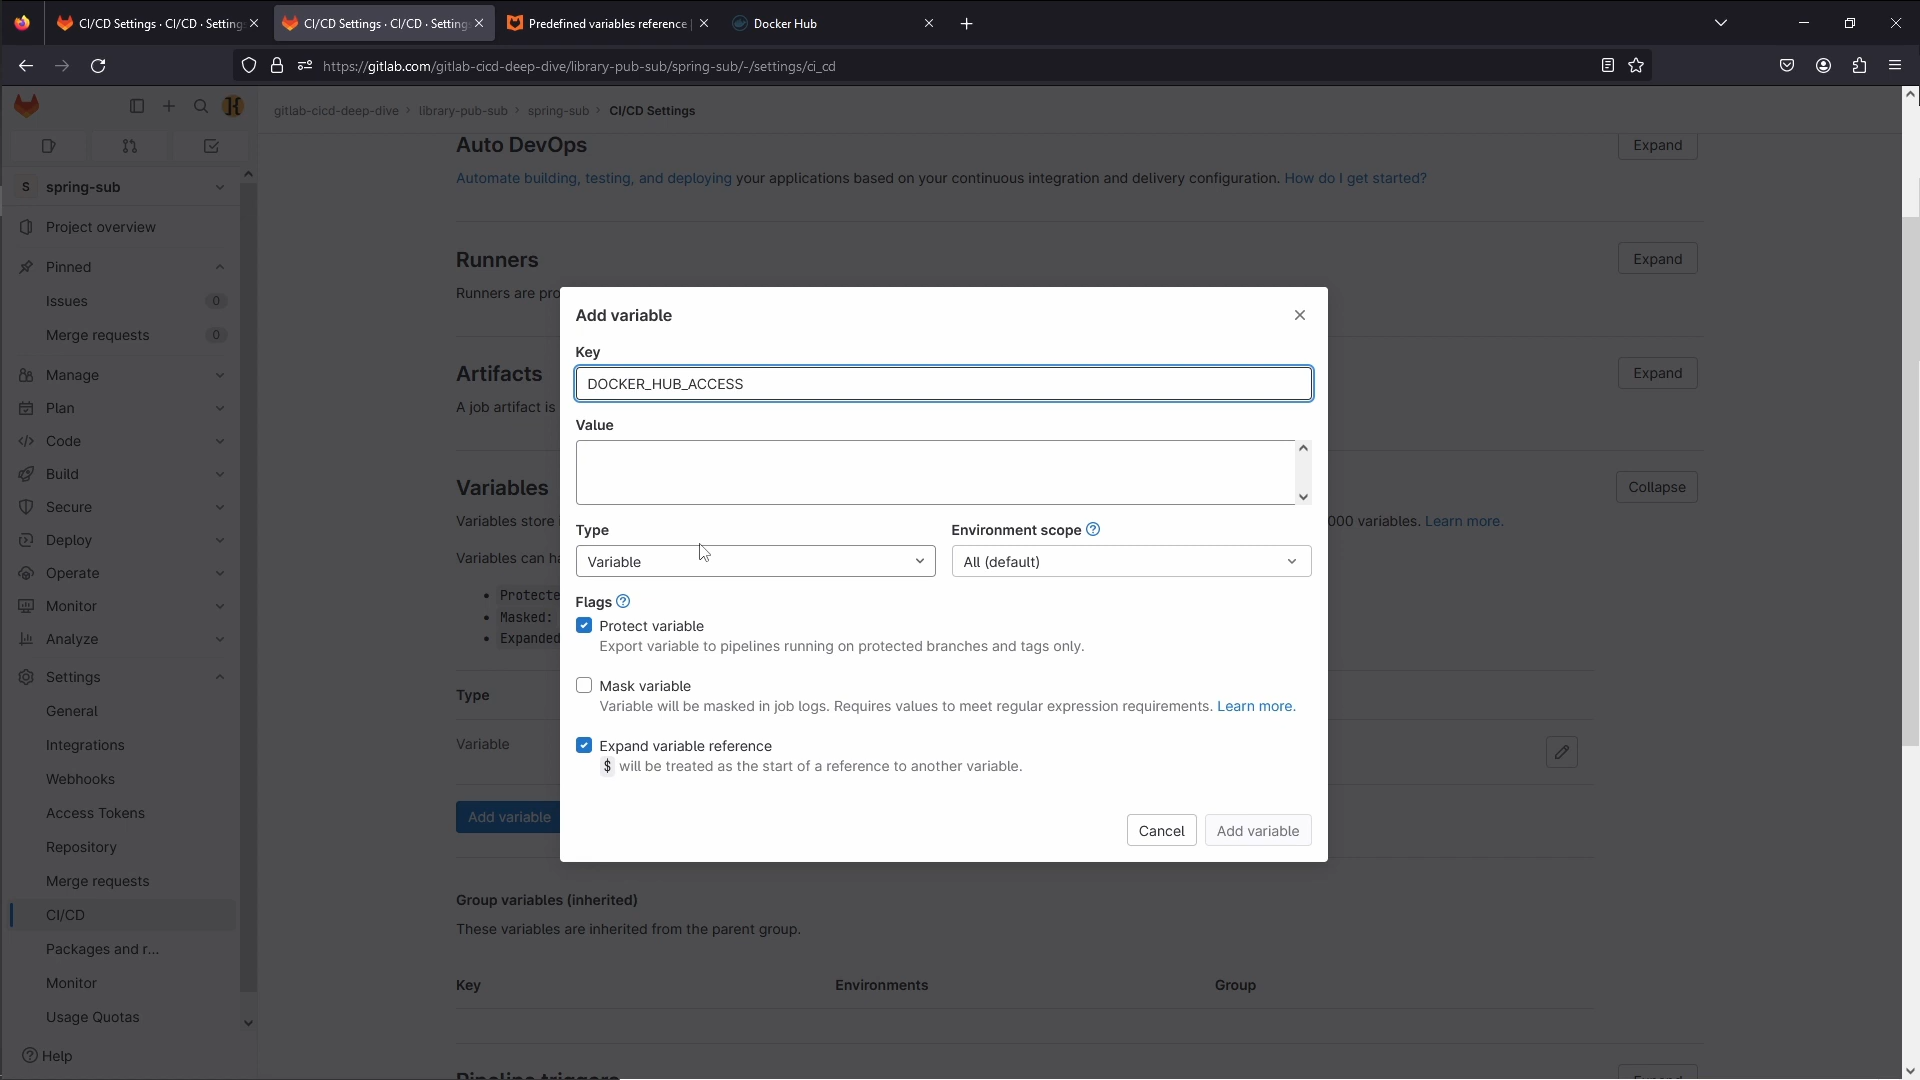 CI/CD Settings · CI/CD · Setting
CI/CD Settings · CI/CD · Setting
Predefined variables reference |
Docker Hub
https://gitlab.com/gitlab-cicd-deep-dive/library-pub-sub/spring-sub/-/settings/ci_cd
gitlab-cicd-deep-dive > library-pub-sub > spring-sub > CI/CD Settings
S spring-sub
Project overview
Pinned
Issues 0
Merge requests 0
Manage
Plan
Code
Build
Secure
Deploy
Operate
Monitor
Analyze
Settings
General
Integrations
Webhooks
Access Tokens
Repository
Merge requests
CI/CD
Packages and r...
Monitor
Usage Quotas
Help
Auto DevOps
Expand
Automate building, testing, and deploying your applications based on your continuous integration and delivery configuration. How do I get started?
Runners
Expand
Runners are pro
Artifacts
Expand
A job artifact is
Variables
Collapse
Variables store
000 variables. Learn more.
Variables can ha
Protecte
Masked:
Expanded
Type
Variable
Add variable
Add variable
Key
DOCKER_HUB_ACCESS
Value
Type
Environment scope
Variable
All (default)
Flags
Protect variable
Export variable to pipelines running on protected branches and tags only.
Mask variable
Variable will be masked in job logs. Requires values to meet regular expression requirements. Learn more.
Expand variable reference
$ will be treated as the start of a reference to another variable.
Cancel
Add variable
Group variables (inherited)
These variables are inherited from the parent group.
Key
Environments
Group
Pipeline triggers
Expand